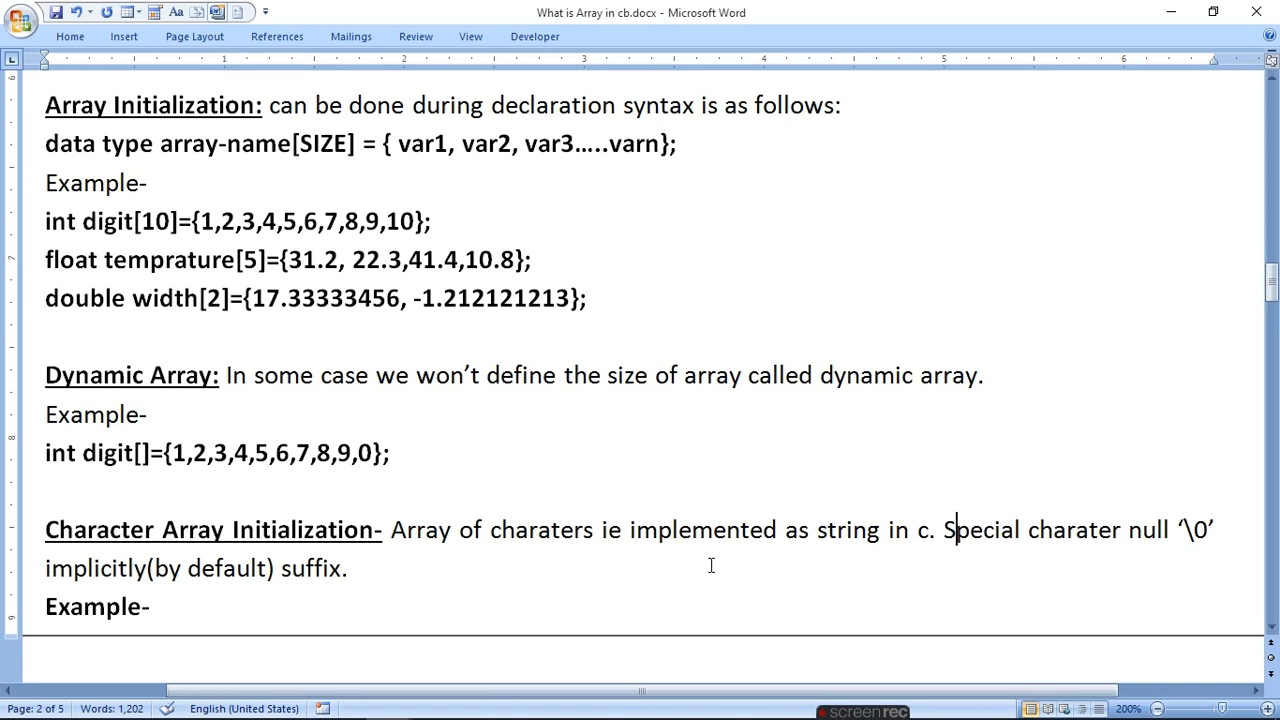 What is Array in cb.docx - Microsoft Word
Home Insert Page Layout References Mailings Review View Developer
1 2 3 4 5 6
Array Initialization: can be done during declaration syntax is as follows:
data type array-name[SIZE] = { var1, var2, var3…..varn};
Example-
int digit[10]={1,2,3,4,5,6,7,8,9,10};
float temprature[5]={31.2, 22.3,41.4,10.8};
double width[2]={17.33333456, -1.212121213};
Dynamic Array: In some case we won’t define the size of array called dynamic array.
Example-
int digit[]={1,2,3,4,5,6,7,8,9,0};
Character Array Initialization- Array of charaters ie implemented as string in c. Special charater null ‘\0’
implicitly(by default) suffix.
Example-
Page: 2 of 5 Words: 1,202 English (United States) 200%
screenrec